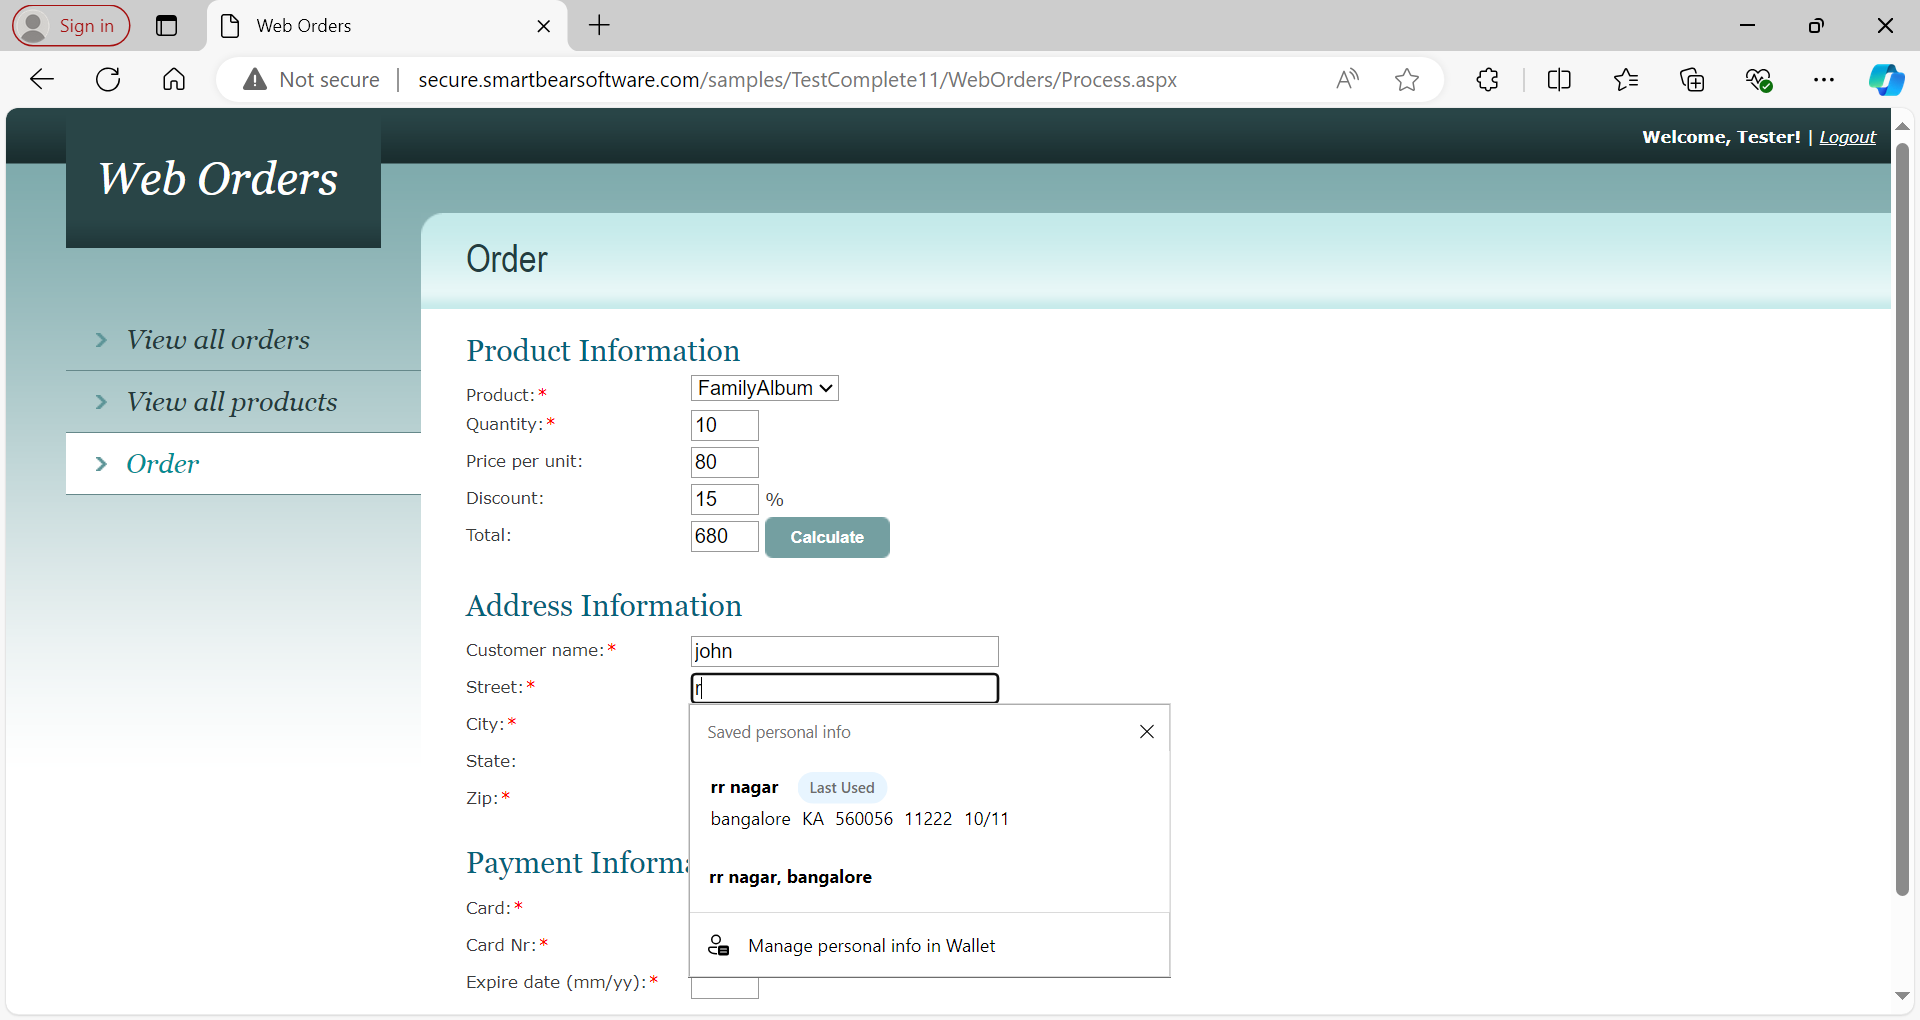 Sign in
Web Orders
Not secure | secure.smartbearsoftware.com/samples/TestComplete11/WebOrders/Process.aspx
Welcome, Tester! | Logout
Web Orders
Order
View all orders
View all products
Order
Product Information
Product:* FamilyAlbum
Quantity:* 10
Price per unit: 80
Discount: 15 %
Total: 680 Calculate
Address Information
Customer name:* john
Street:* r
City:*
State:
Zip:*
Saved personal info
rr nagar Last Used
bangalore KA 560056 11222 10/11
rr nagar, bangalore
Manage personal info in Wallet
Payment Informa
Card:*
Card Nr:*
Expire date (mm/yy):*